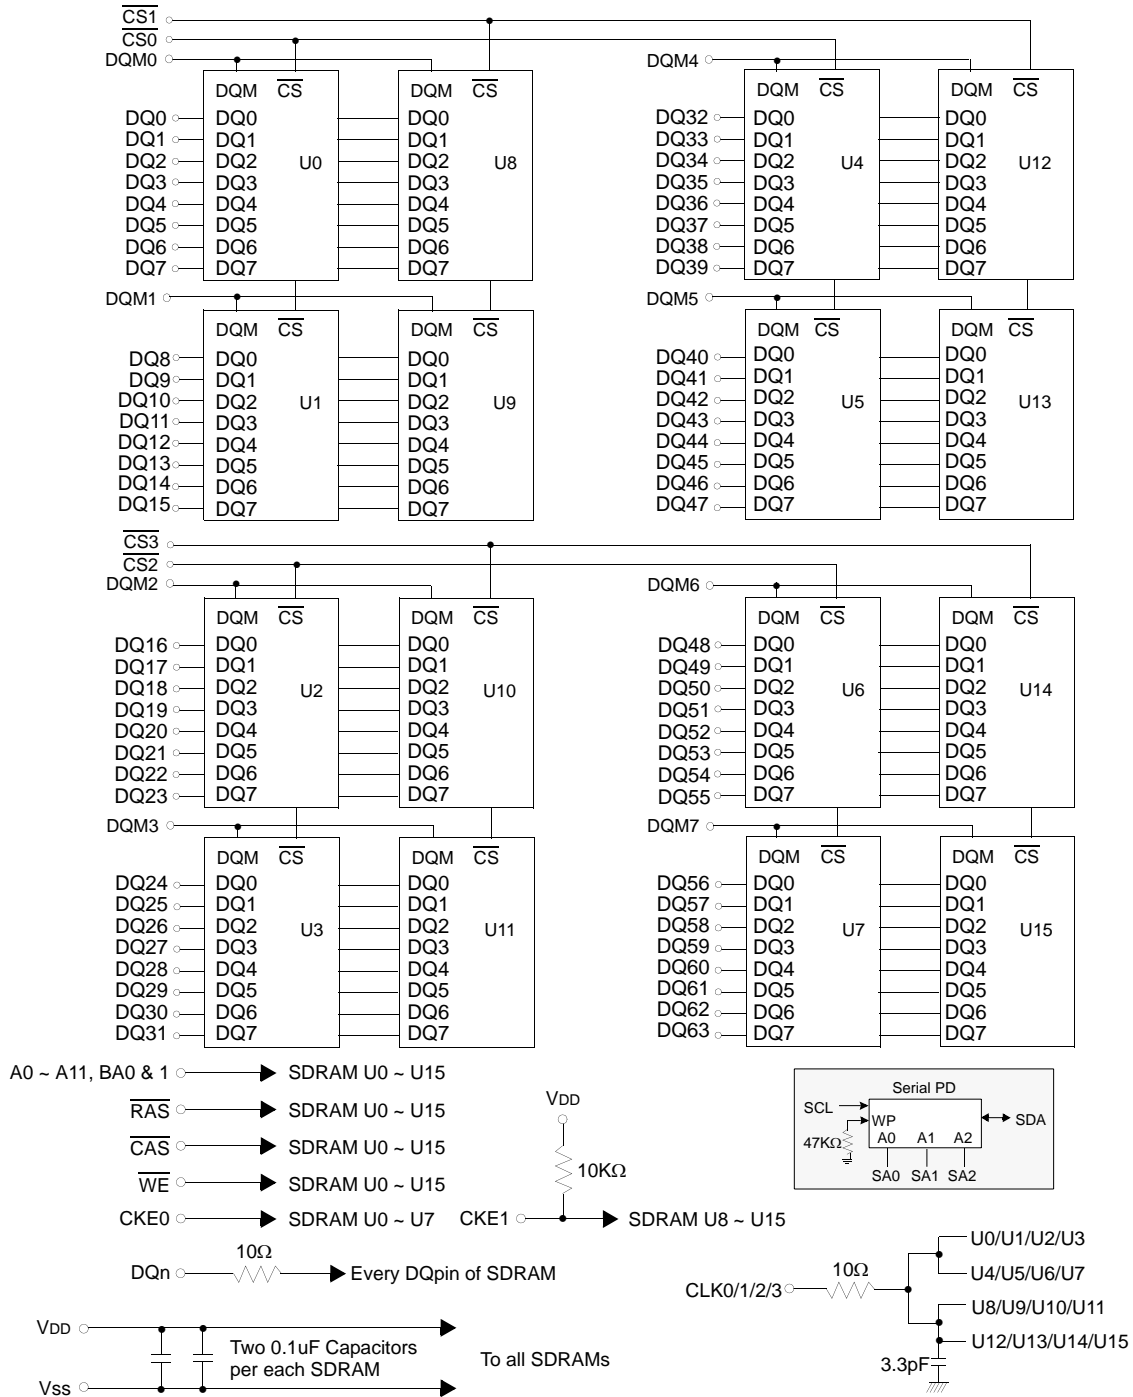 CS1
CS0
DQM0
DQM CS
DQ0 DQ0
DQ1 DQ1
DQ2 DQ2
DQ3 DQ3
DQ4 DQ4
DQ5 DQ5
DQ6 DQ6
DQ7 DQ7
U0
DQM CS
DQ0
DQ1
DQ2
DQ3
DQ4
DQ5
DQ6
DQ7
U8
DQM4
DQM CS
DQ32 DQ0
DQ33 DQ1
DQ34 DQ2
DQ35 DQ3
DQ36 DQ4
DQ37 DQ5
DQ38 DQ6
DQ39 DQ7
U4
DQM CS
DQ0
DQ1
DQ2
DQ3
DQ4
DQ5
DQ6
DQ7
U12
DQM1
DQM CS
DQ8 DQ0
DQ9 DQ1
DQ10 DQ2
DQ11 DQ3
DQ12 DQ4
DQ13 DQ5
DQ14 DQ6
DQ15 DQ7
U1
DQM CS
DQ0
DQ1
DQ2
DQ3
DQ4
DQ5
DQ6
DQ7
U9
DQM5
DQM CS
DQ40 DQ0
DQ41 DQ1
DQ42 DQ2
DQ43 DQ3
DQ44 DQ4
DQ45 DQ5
DQ46 DQ6
DQ47 DQ7
U5
DQM CS
DQ0
DQ1
DQ2
DQ3
DQ4
DQ5
DQ6
DQ7
U13
CS3
CS2
DQM2
DQM CS
DQ16 DQ0
DQ17 DQ1
DQ18 DQ2
DQ19 DQ3
DQ20 DQ4
DQ21 DQ5
DQ22 DQ6
DQ23 DQ7
U2
DQM CS
DQ0
DQ1
DQ2
DQ3
DQ4
DQ5
DQ6
DQ7
U10
DQM6
DQM CS
DQ48 DQ0
DQ49 DQ1
DQ50 DQ2
DQ51 DQ3
DQ52 DQ4
DQ53 DQ5
DQ54 DQ6
DQ55 DQ7
U6
DQM CS
DQ0
DQ1
DQ2
DQ3
DQ4
DQ5
DQ6
DQ7
U14
DQM3
DQM CS
DQ24 DQ0
DQ25 DQ1
DQ26 DQ2
DQ27 DQ3
DQ28 DQ4
DQ29 DQ5
DQ30 DQ6
DQ31 DQ7
U3
DQM CS
DQ0
DQ1
DQ2
DQ3
DQ4
DQ5
DQ6
DQ7
U11
DQM7
DQM CS
DQ56 DQ0
DQ57 DQ1
DQ58 DQ2
DQ59 DQ3
DQ60 DQ4
DQ61 DQ5
DQ62 DQ6
DQ63 DQ7
U7
DQM CS
DQ0
DQ1
DQ2
DQ3
DQ4
DQ5
DQ6
DQ7
U15
A0 ~ A11, BA0 & 1 SDRAM U0 ~ U15
RAS SDRAM U0 ~ U15
CAS SDRAM U0 ~ U15
WE SDRAM U0 ~ U15
CKE0 SDRAM U0 ~ U7
VDD
10KΩ
CKE1 SDRAM U8 ~ U15
Serial PD
SCL
WP
SDA
47KΩ
A0 A1 A2
SA0 SA1 SA2
10Ω
DQn Every DQpin of SDRAM
CLK0/1/2/3
10Ω
U0/U1/U2/U3
U4/U5/U6/U7
U8/U9/U10/U11
U12/U13/U14/U15
3.3pF
VDD
Two 0.1uF Capacitors
per each SDRAM
To all SDRAMs
Vss